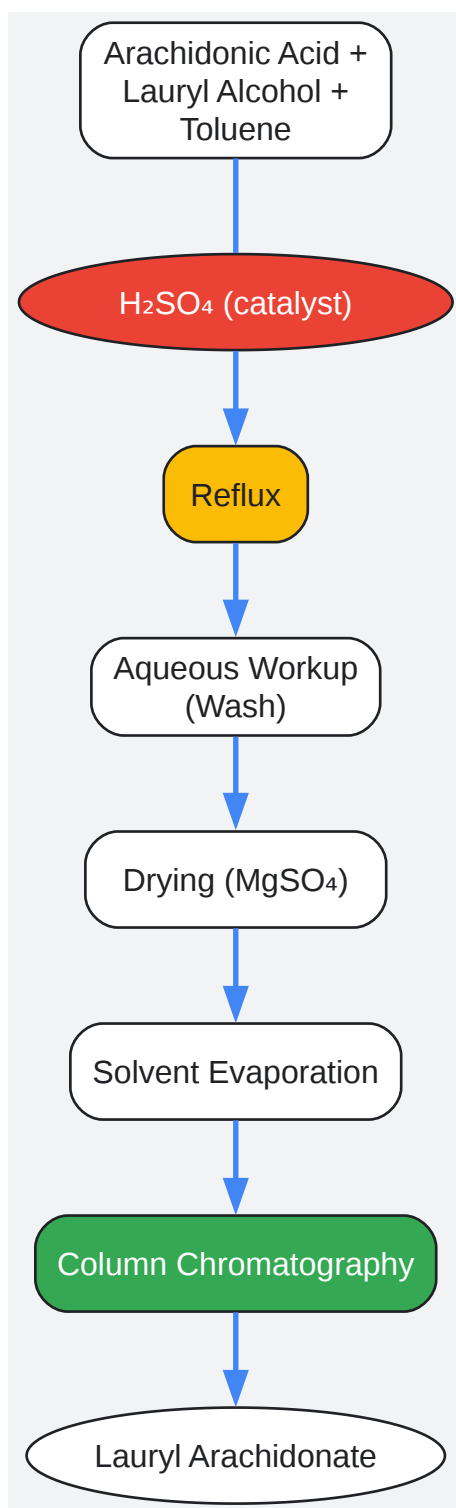 Arachidonic Acid +
Lauryl Alcohol +
Toluene
H₂SO₄ (catalyst)
Reflux
Aqueous Workup
(Wash)
Drying (MgSO₄)
Solvent Evaporation
Column Chromatography
Lauryl Arachidonate